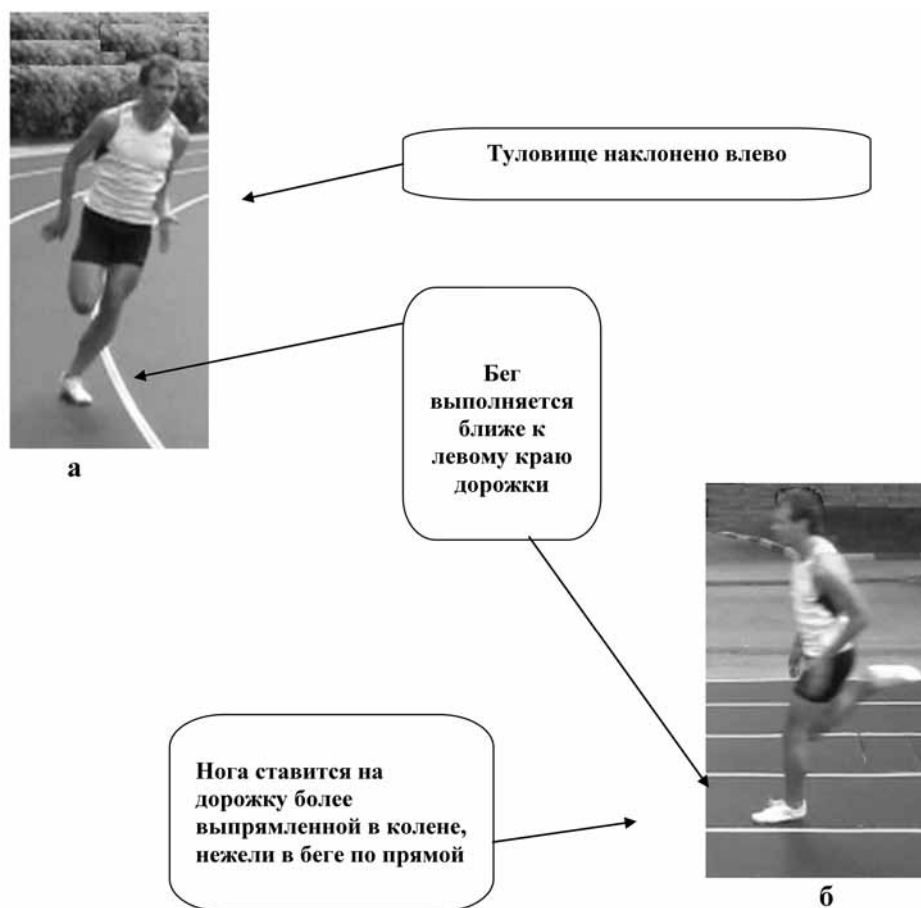 Туловище наклонено влево
Бег
выполняется
ближе к
левому краю
дорожки
а
Нога ставится на
дорожку более
выпрямленной в колене,
нежели в беге по прямой
б